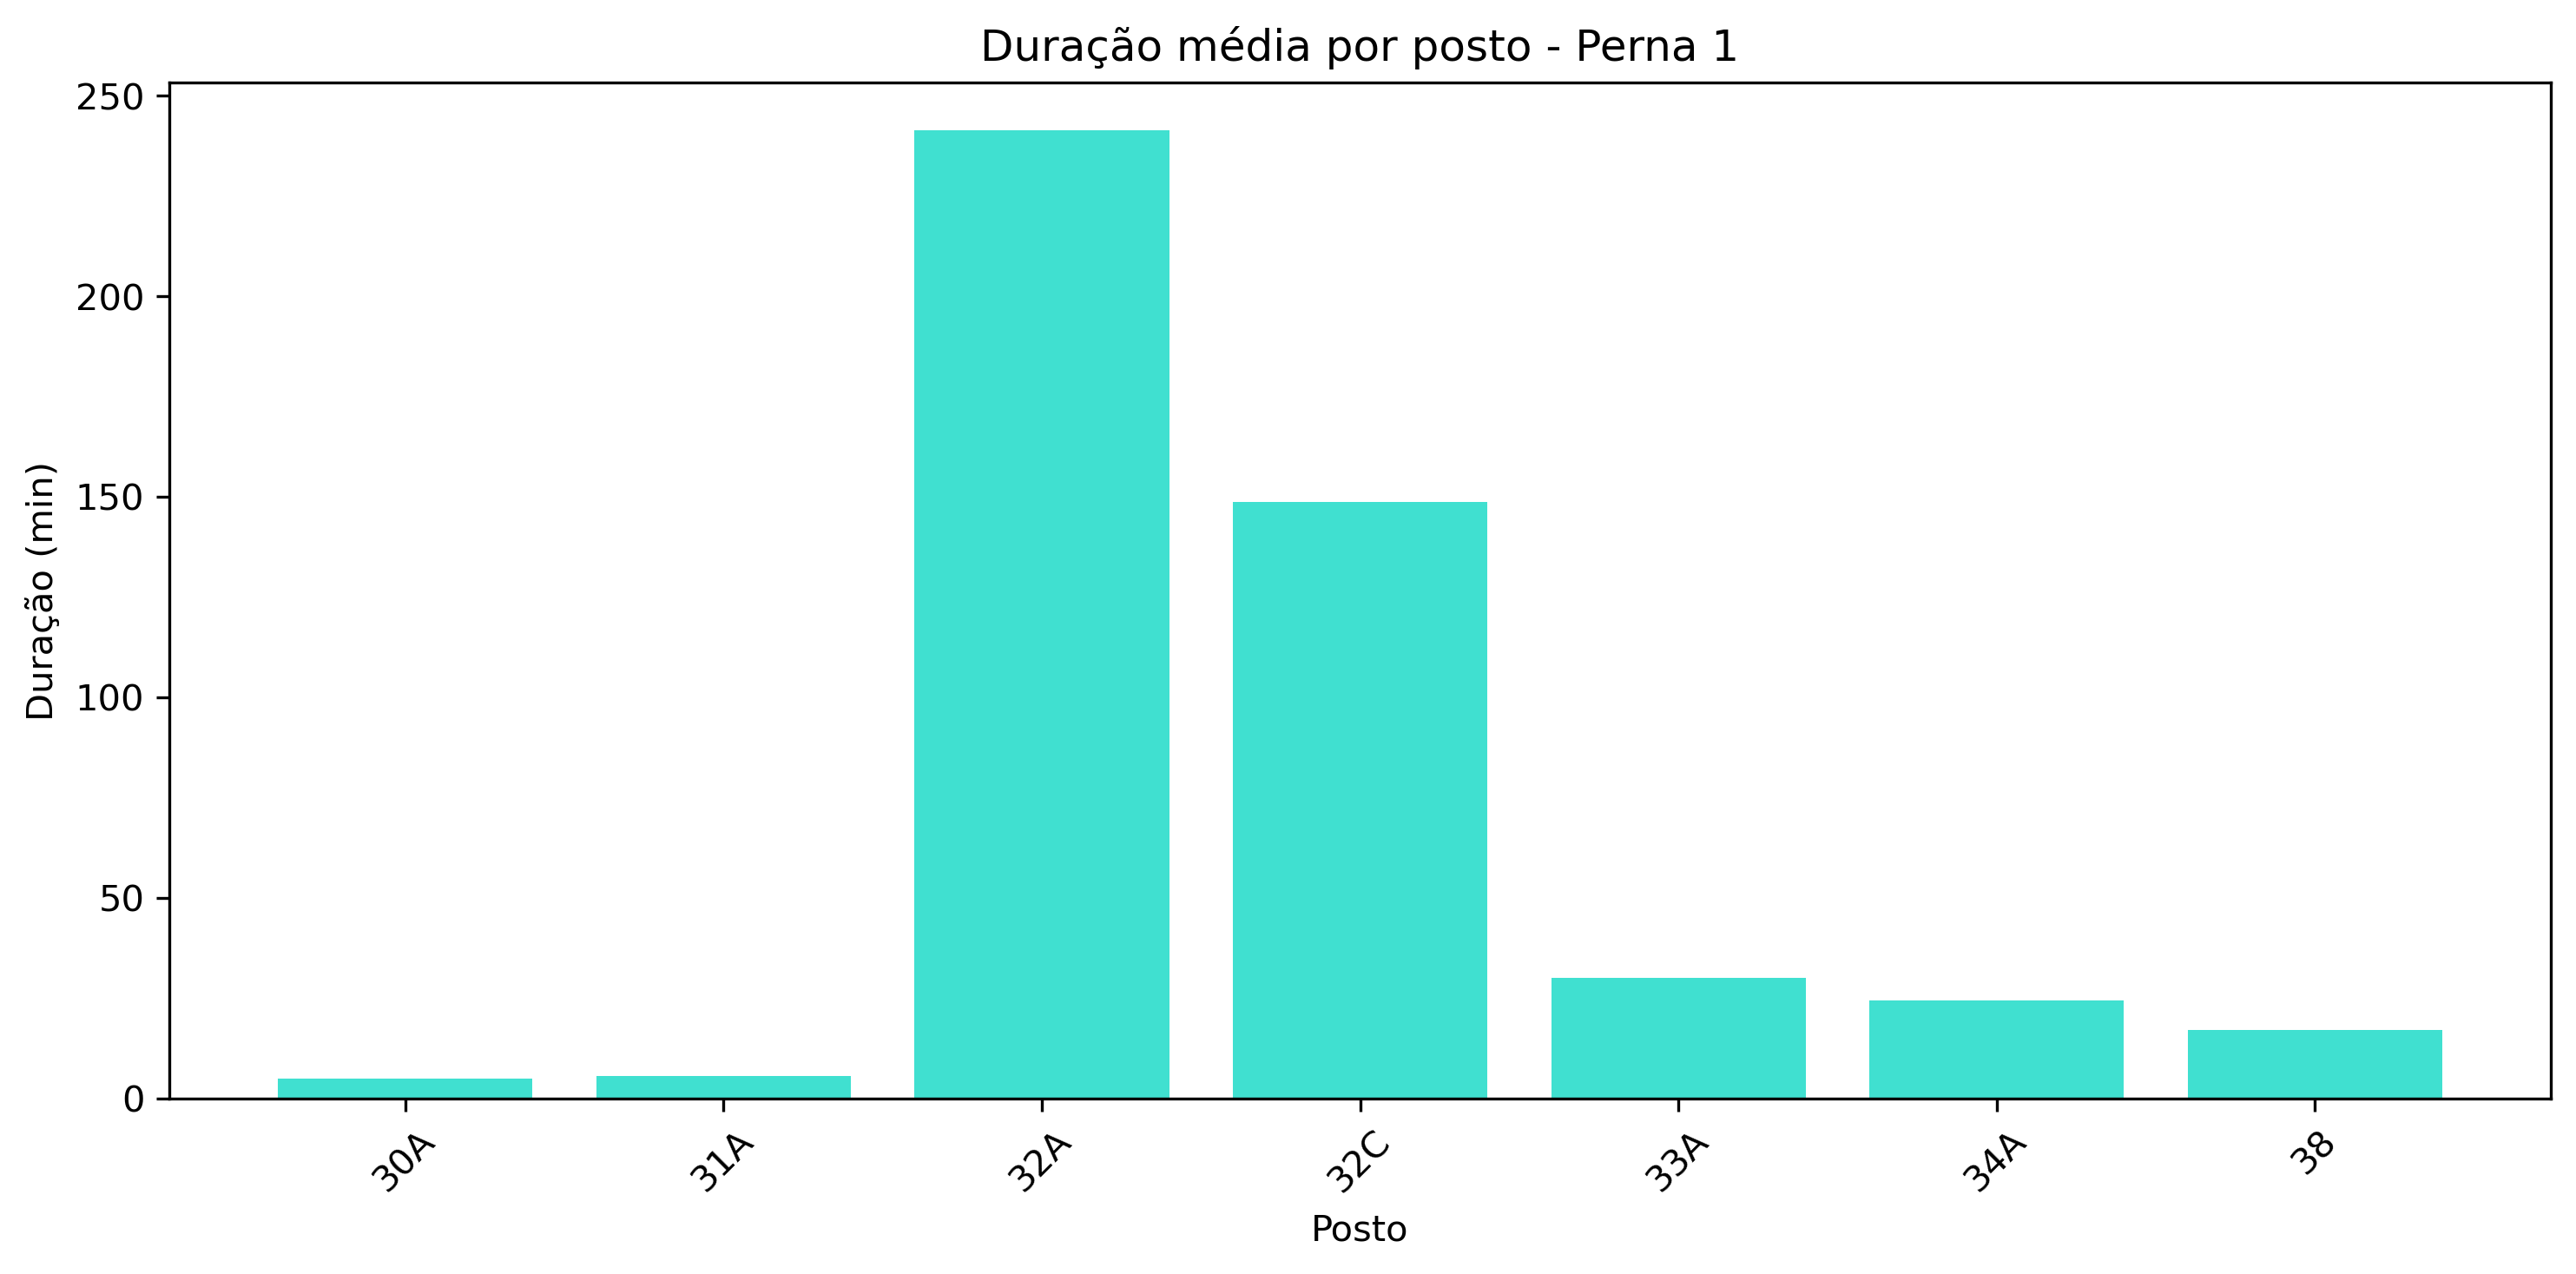 Duração média por posto - Perna 1
Duração (min)
250
200
150
100
50
0
30A
31A
32A
32C
33A
34A
38
Posto